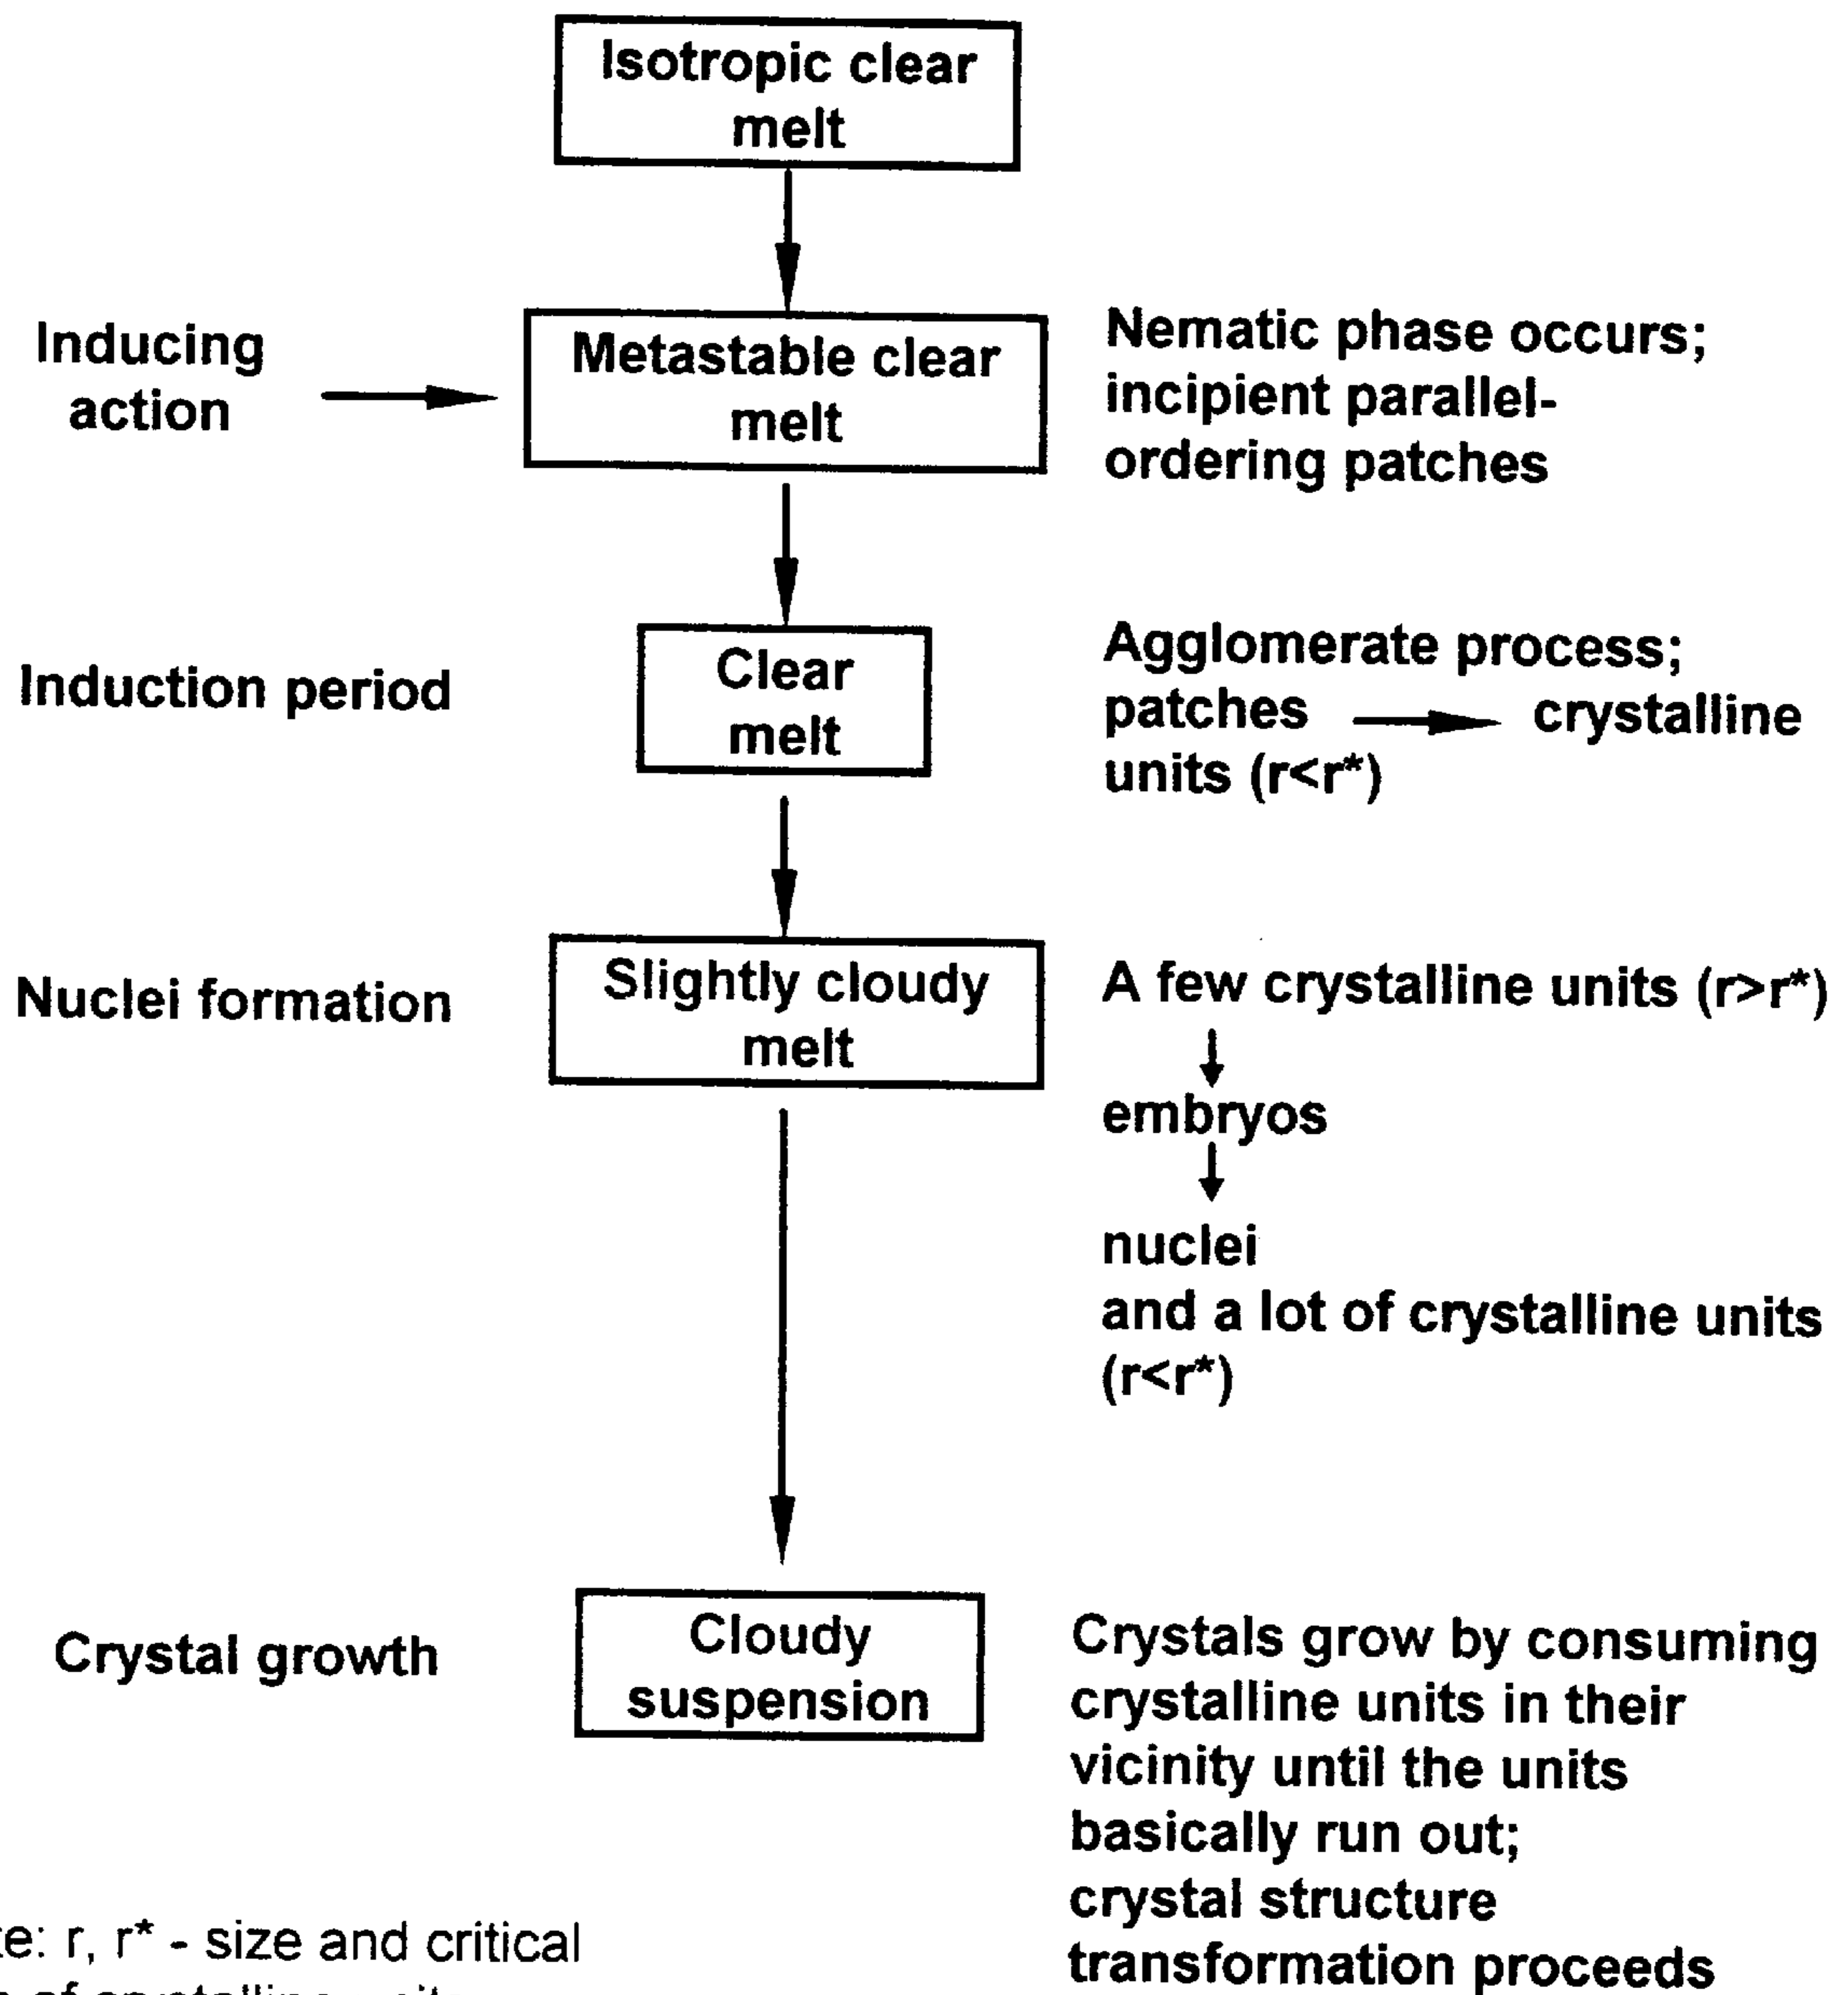 Isotropic clear
melt
Inducing
action
Metastable clear
melt
Nematic phase occurs;
incipient parallel-
ordering patches
Induction period
Clear
melt
Agglomerate process;
patches → crystalline
units (r<r*)
Nuclei formation
Slightly cloudy
melt
A few crystalline units (r>r*)
embryos
nuclei
and a lot of crystalline units
(r<r*)
Crystal growth
Cloudy
suspension
Crystals grow by consuming
crystalline units in their
vicinity until the units
basically run out;
crystal structure
transformation proceeds
r, r* - size and critical
of crystalline